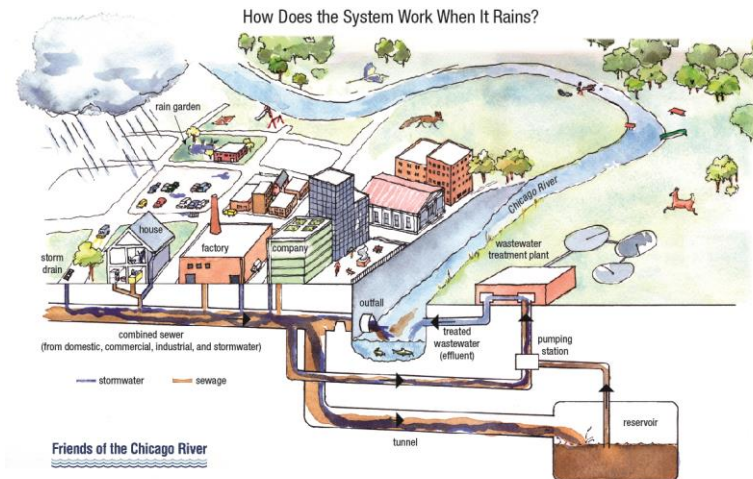 How Does the System Work When It Rains?
rain garden
Chicago River
house
factory
company
storm
drain
wastewater
treatment plant
outfall
combined sewer
(from domestic, commercial, industrial, and stormwater)
treated
wastewater
(effluent)
pumping
station
stormwater
sewage
reservoir
tunnel
Friends of the Chicago River